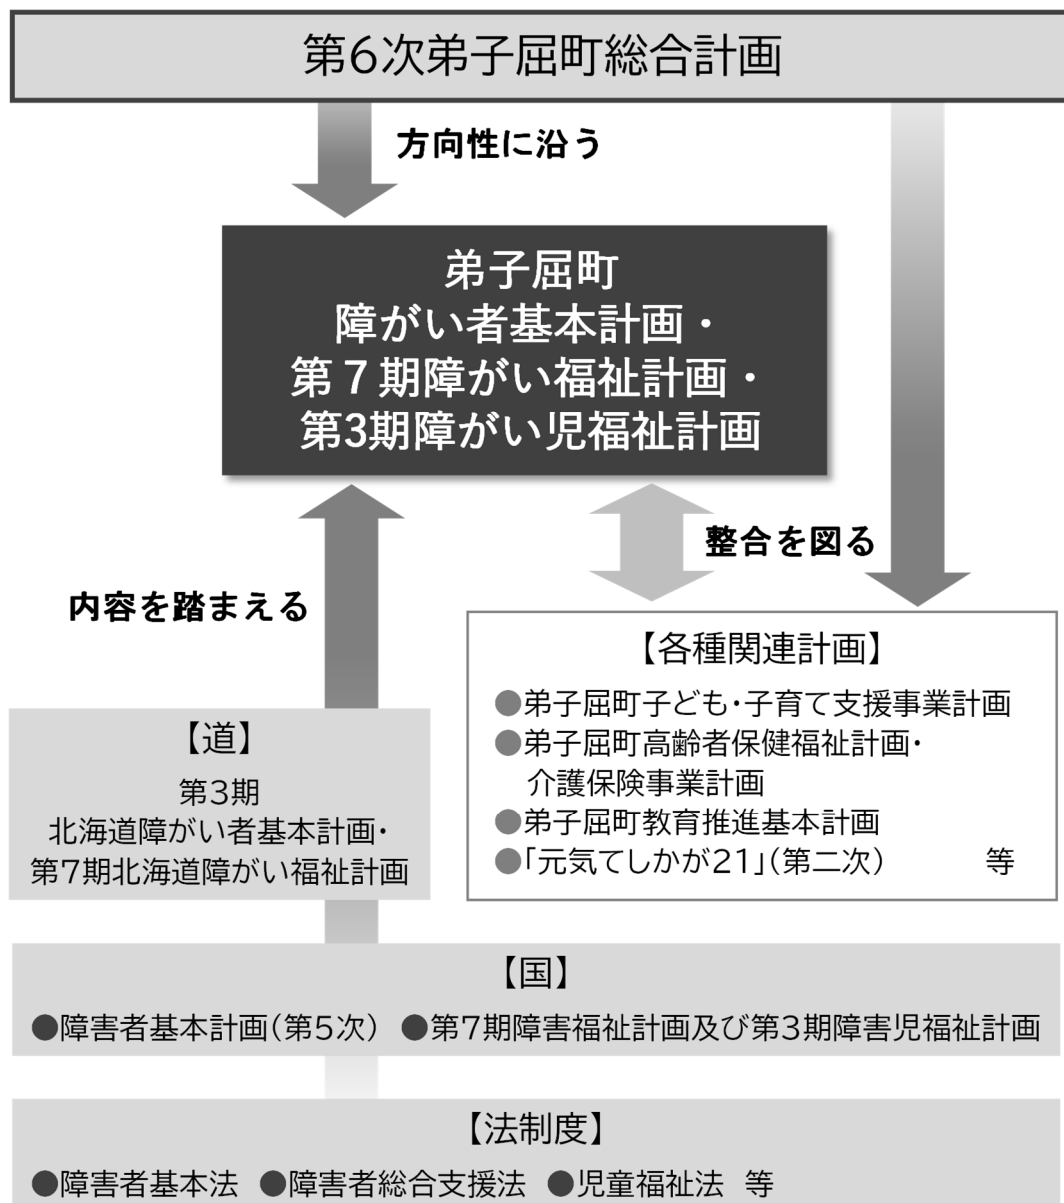 第6次弟子屈町総合計画
方向性に沿う
弟子屈町
障がい者基本計画・
第７期障がい福祉計画・
第3期障がい児福祉計画
整合を図る
内容を踏まえる
【各種関連計画】
●弟子屈町子ども・子育て支援事業計画
●弟子屈町高齢者保健福祉計画・
介護保険事業計画
●弟子屈町教育推進基本計画
●「元気てしかが21」(第二次) 等
【道】
第3期
北海道障がい者基本計画・
第7期北海道障がい福祉計画
【国】
●障害者基本計画(第5次) ●第7期障害福祉計画及び第3期障害児福祉計画
【法制度】
●障害者基本法 ●障害者総合支援法 ●児童福祉法 等